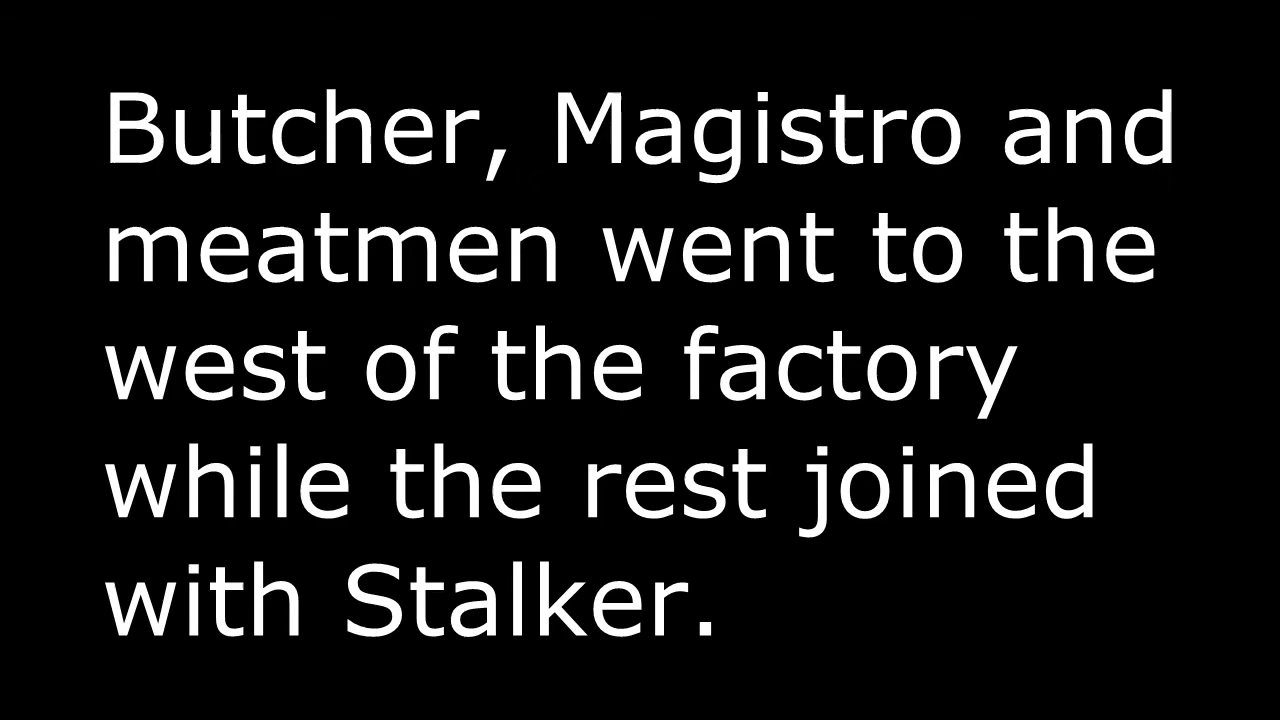 Butcher, Magistro and
meatmen went to the
west of the factory
while the rest joined
with Stalker.